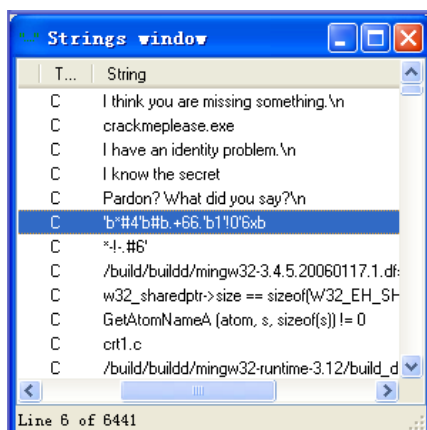 Strings window
T... String
C I think you are missing something.\n
C crackmeplease.exe
C I have an identity problem.\n
C I know the secret
C Pardon? What did you say?\n
C 'b*#4'b#b.+66.'b1'!0'6xb
C *-!-.#6'
C /build/buildd/mingw32-3.4.5.20060117.1.dfs
C w32_sharedptr->size == sizeof(W32_EH_SH
C GetAtomNameA (atom, s, sizeof(s)) != 0
C crt1.c
C /build/buildd/mingw32-runtime-3.12/build_d
Line 6 of 6441